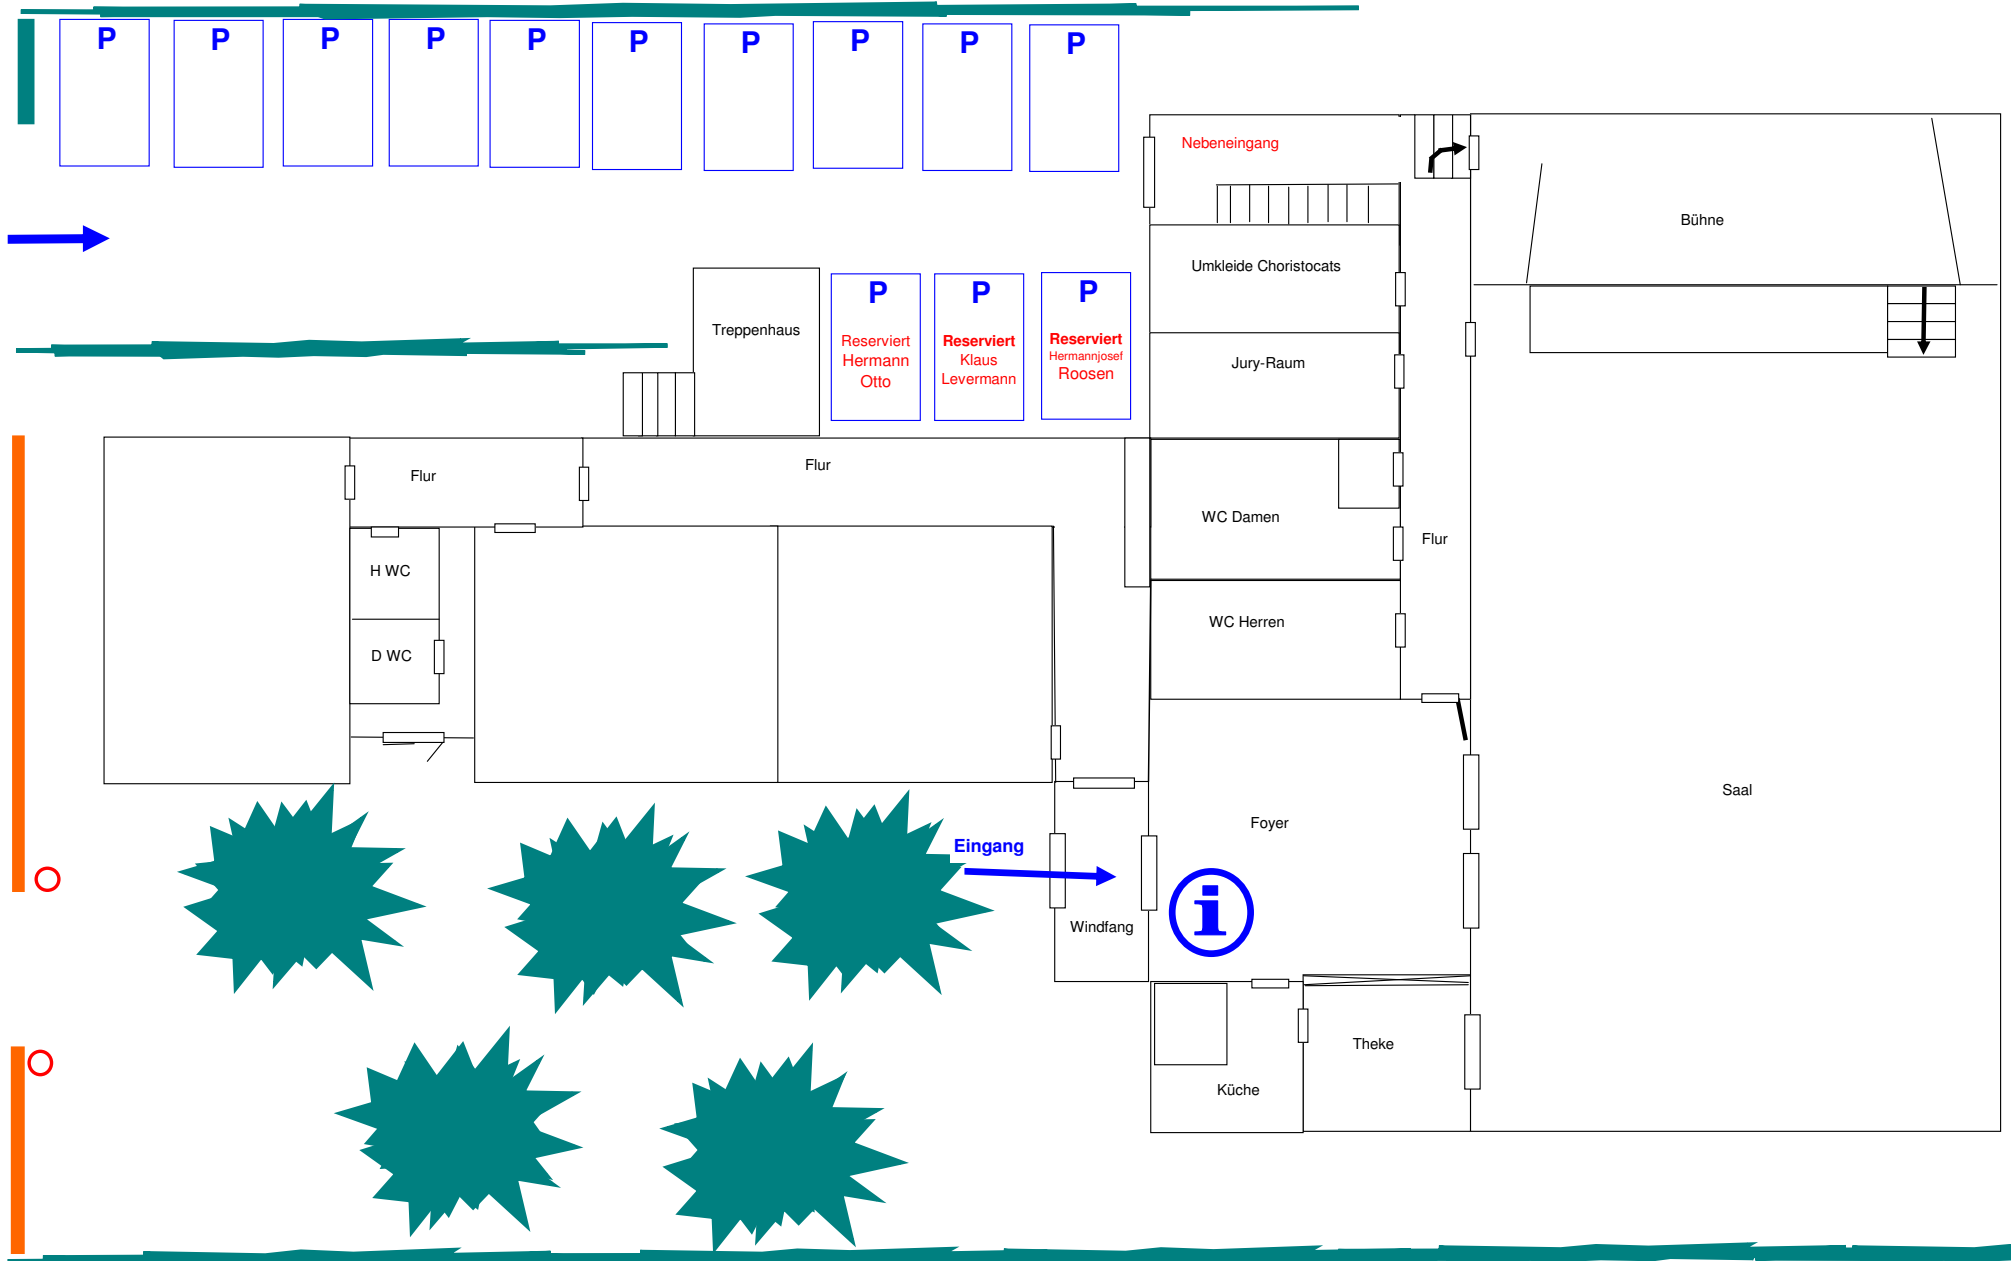 P P P P P P P P P P
Nebeneingang
Bühne
Umkleide Choristocats
P
Reserviert
Hermann
Otto
P
Reserviert
Klaus
Levermann
P
Reserviert
Hermannjosef
Roosen
Treppenhaus
Jury-Raum
Flur
Flur
WC Damen
Flur
H WC
WC Herren
D WC
Saal
Foyer
Eingang
i
Windfang
Theke
Küche